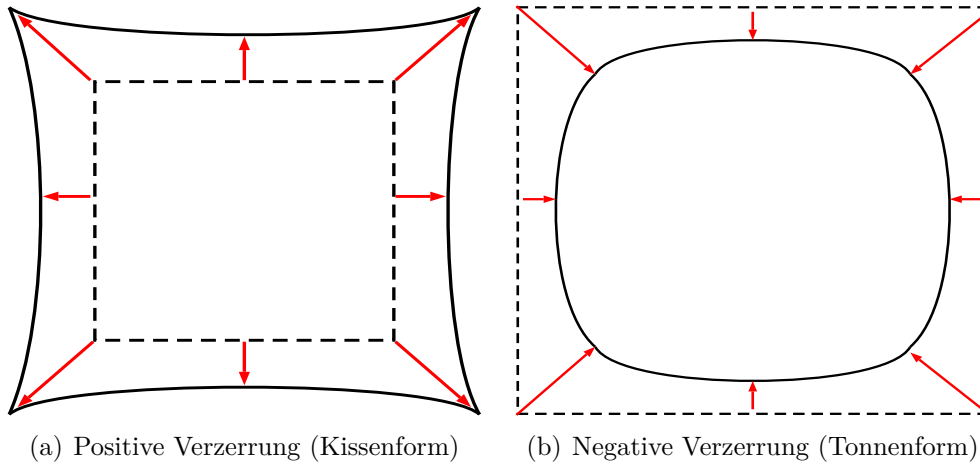 (a) Positive Verzerrung (Kissenform)
(b) Negative Verzerrung (Tonnenform)